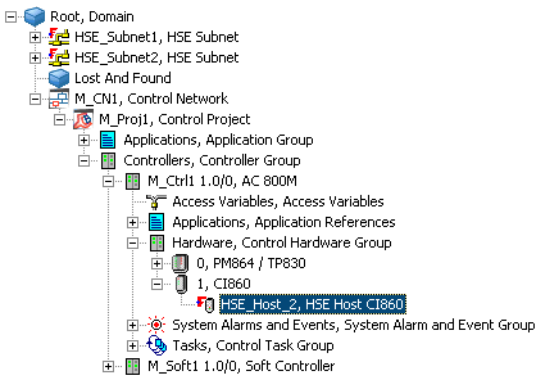 Root, Domain
HSE_Subnet1, HSE Subnet
HSE_Subnet2, HSE Subnet
Lost And Found
M_CN1, Control Network
M_Proj1, Control Project
Applications, Application Group
Controllers, Controller Group
M_Ctrl1 1.0/0, AC 800M
Access Variables, Access Variables
Applications, Application References
Hardware, Control Hardware Group
0, PM864 / TP830
1, CI860
HSE_Host_2, HSE Host CI860
System Alarms and Events, System Alarm and Event Group
Tasks, Control Task Group
M_Soft1 1.0/0, Soft Controller